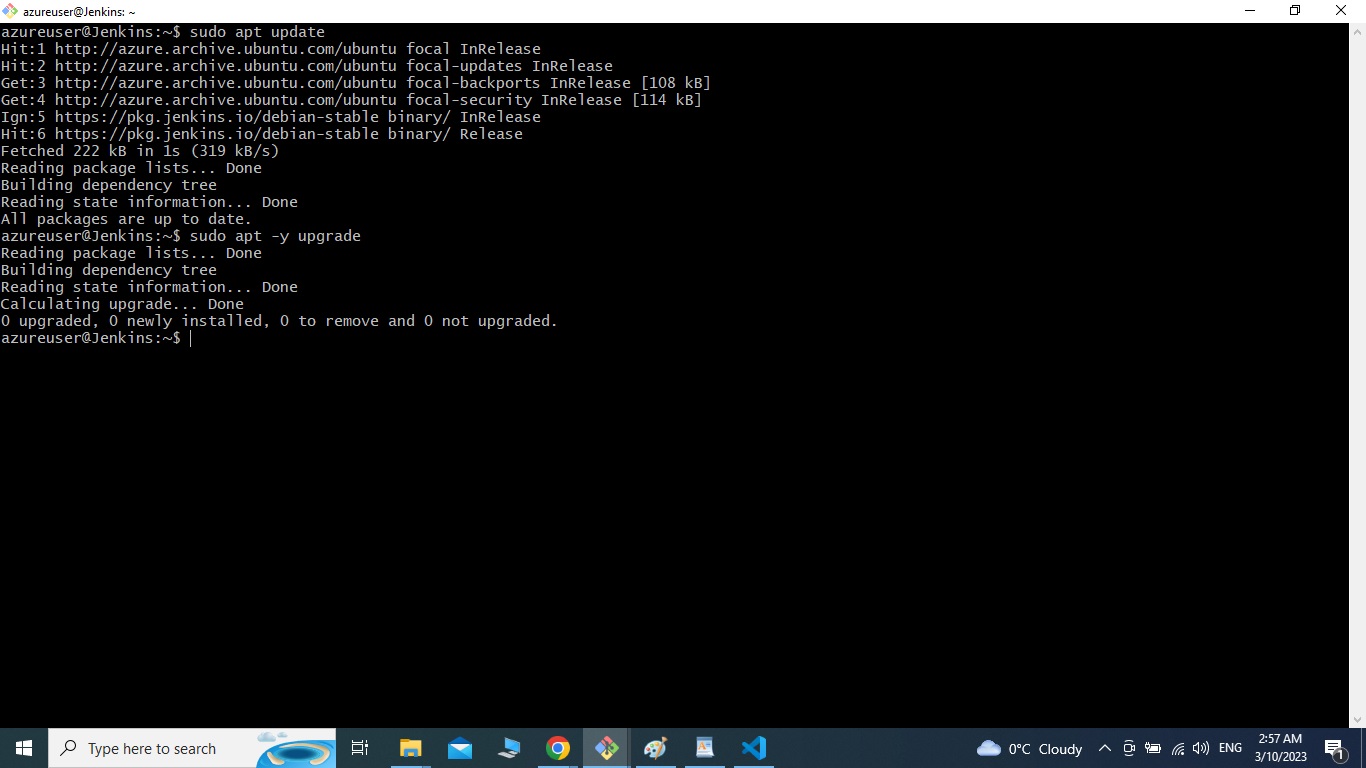 azureuser@Jenkins: ~
azureuser@Jenkins:~$ sudo apt update
Hit:1 http://azure.archive.ubuntu.com/ubuntu focal InRelease
Hit:2 http://azure.archive.ubuntu.com/ubuntu focal-updates InRelease
Get:3 http://azure.archive.ubuntu.com/ubuntu focal-backports InRelease [108 kB]
Get:4 http://azure.archive.ubuntu.com/ubuntu focal-security InRelease [114 kB]
Ign:5 https://pkg.jenkins.io/debian-stable binary/ InRelease
Hit:6 https://pkg.jenkins.io/debian-stable binary/ Release
Fetched 222 kB in 1s (319 kB/s)
Reading package lists... Done
Building dependency tree
Reading state information... Done
All packages are up to date.
azureuser@Jenkins:~$ sudo apt -y upgrade
Reading package lists... Done
Building dependency tree
Reading state information... Done
Calculating upgrade... Done
0 upgraded, 0 newly installed, 0 to remove and 0 not upgraded.
azureuser@Jenkins:~$
Type here to search
0°C Cloudy
ENG
2:57 AM
3/10/2023
1